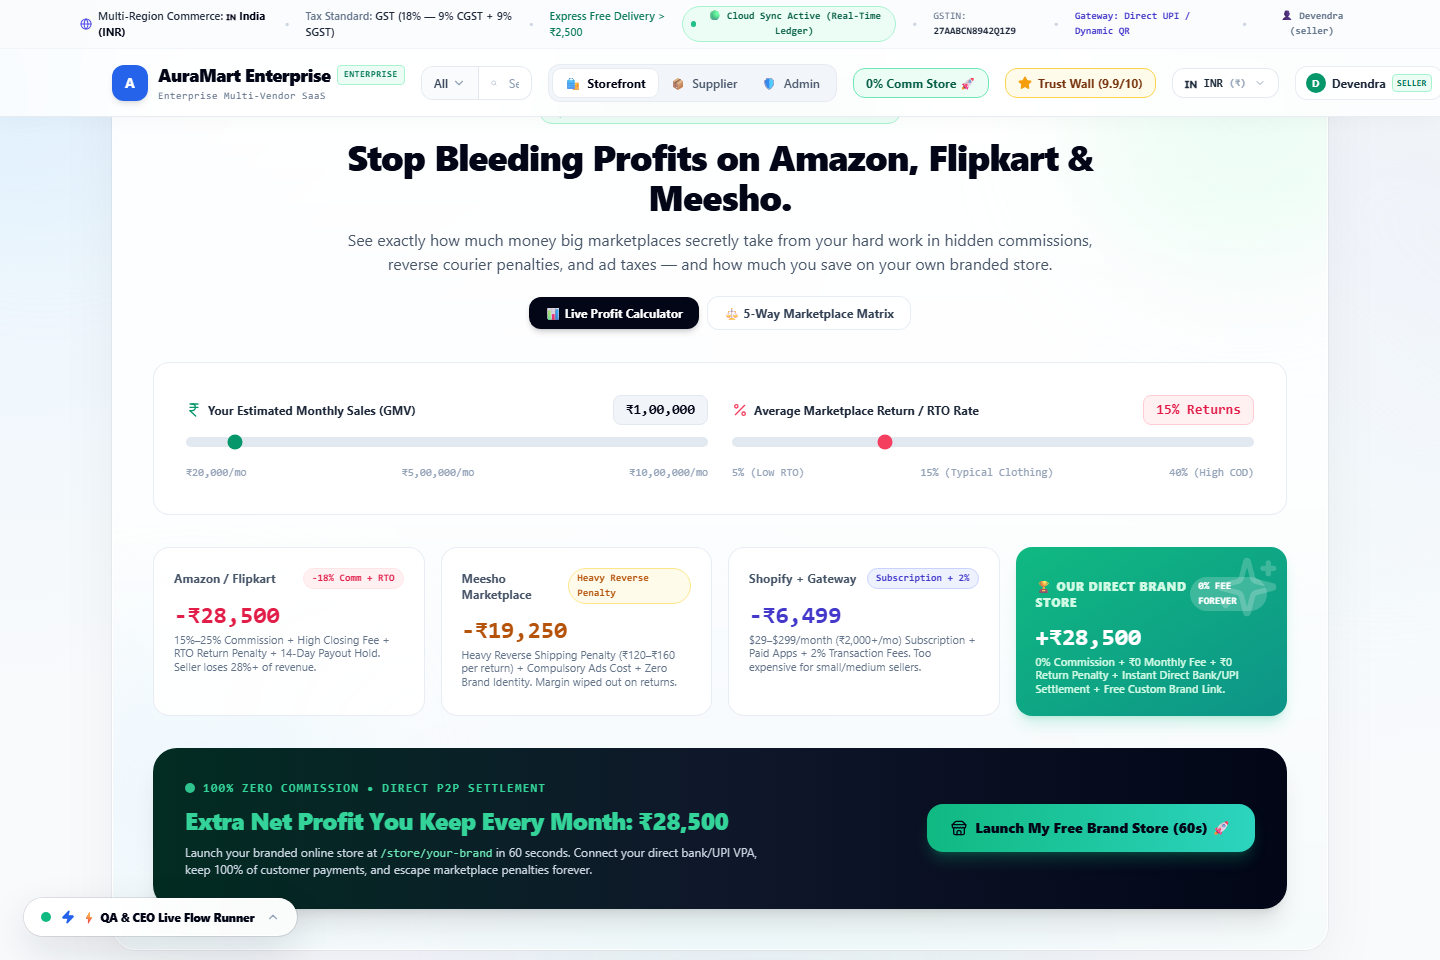 Multi-Region Commerce: IN India (INR)
Tax Standard: GST (18% — 9% CGST + 9% SGST)
Express Free Delivery > ₹2,500
Cloud Sync Active (Real-Time Ledger)
GSTIN: 27AABCN8942Q1Z9
Gateway: Direct UPI / Dynamic QR
Devendra (seller)
A
AuraMart Enterprise
ENTERPRISE
Enterprise Multi-Vendor SaaS
All
Se
Storefront
Supplier
Admin
0% Comm Store
Trust Wall (9.9/10)
IN INR (₹)
D
Devendra
SELLER
Stop Bleeding Profits on Amazon, Flipkart &
Meesho.
See exactly how much money big marketplaces secretly take from your hard work in hidden commissions,
reverse courier penalties, and ad taxes — and how much you save on your own branded store.
Live Profit Calculator
5-Way Marketplace Matrix
₹ Your Estimated Monthly Sales (GMV)
₹1,00,000
% Average Marketplace Return / RTO Rate
15% Returns
₹20,000/mo
₹5,00,000/mo
₹10,00,000/mo
5% (Low RTO)
15% (Typical Clothing)
40% (High COD)
Amazon / Flipkart
-18% Comm + RTO
-₹28,500
15%–25% Commission + High Closing Fee +
RTO Return Penalty + 14-Day Payout Hold.
Seller loses 28%+ of revenue.
Meesho
Marketplace
Heavy Reverse
Penalty
-₹19,250
Heavy Reverse Shipping Penalty (₹120–₹160
per return) + Compulsory Ads Cost + Zero
Brand Identity. Margin wiped out on returns.
Shopify + Gateway
Subscription + 2%
-₹6,499
$29–$299/month (₹2,000+/mo) Subscription +
Paid Apps + 2% Transaction Fees. Too
expensive for small/medium sellers.
OUR DIRECT BRAND
STORE
0% FEE
FOREVER
+₹28,500
0% Commission + ₹0 Monthly Fee + ₹0
Return Penalty + Instant Direct Bank/UPI
Settlement + Free Custom Brand Link.
100% ZERO COMMISSION • DIRECT P2P SETTLEMENT
Extra Net Profit You Keep Every Month: ₹28,500
Launch your branded online store at /store/your-brand in 60 seconds. Connect your direct bank/UPI VPA,
keep 100% of customer payments, and escape marketplace penalties forever.
Launch My Free Brand Store (60s)
QA & CEO Live Flow Runner